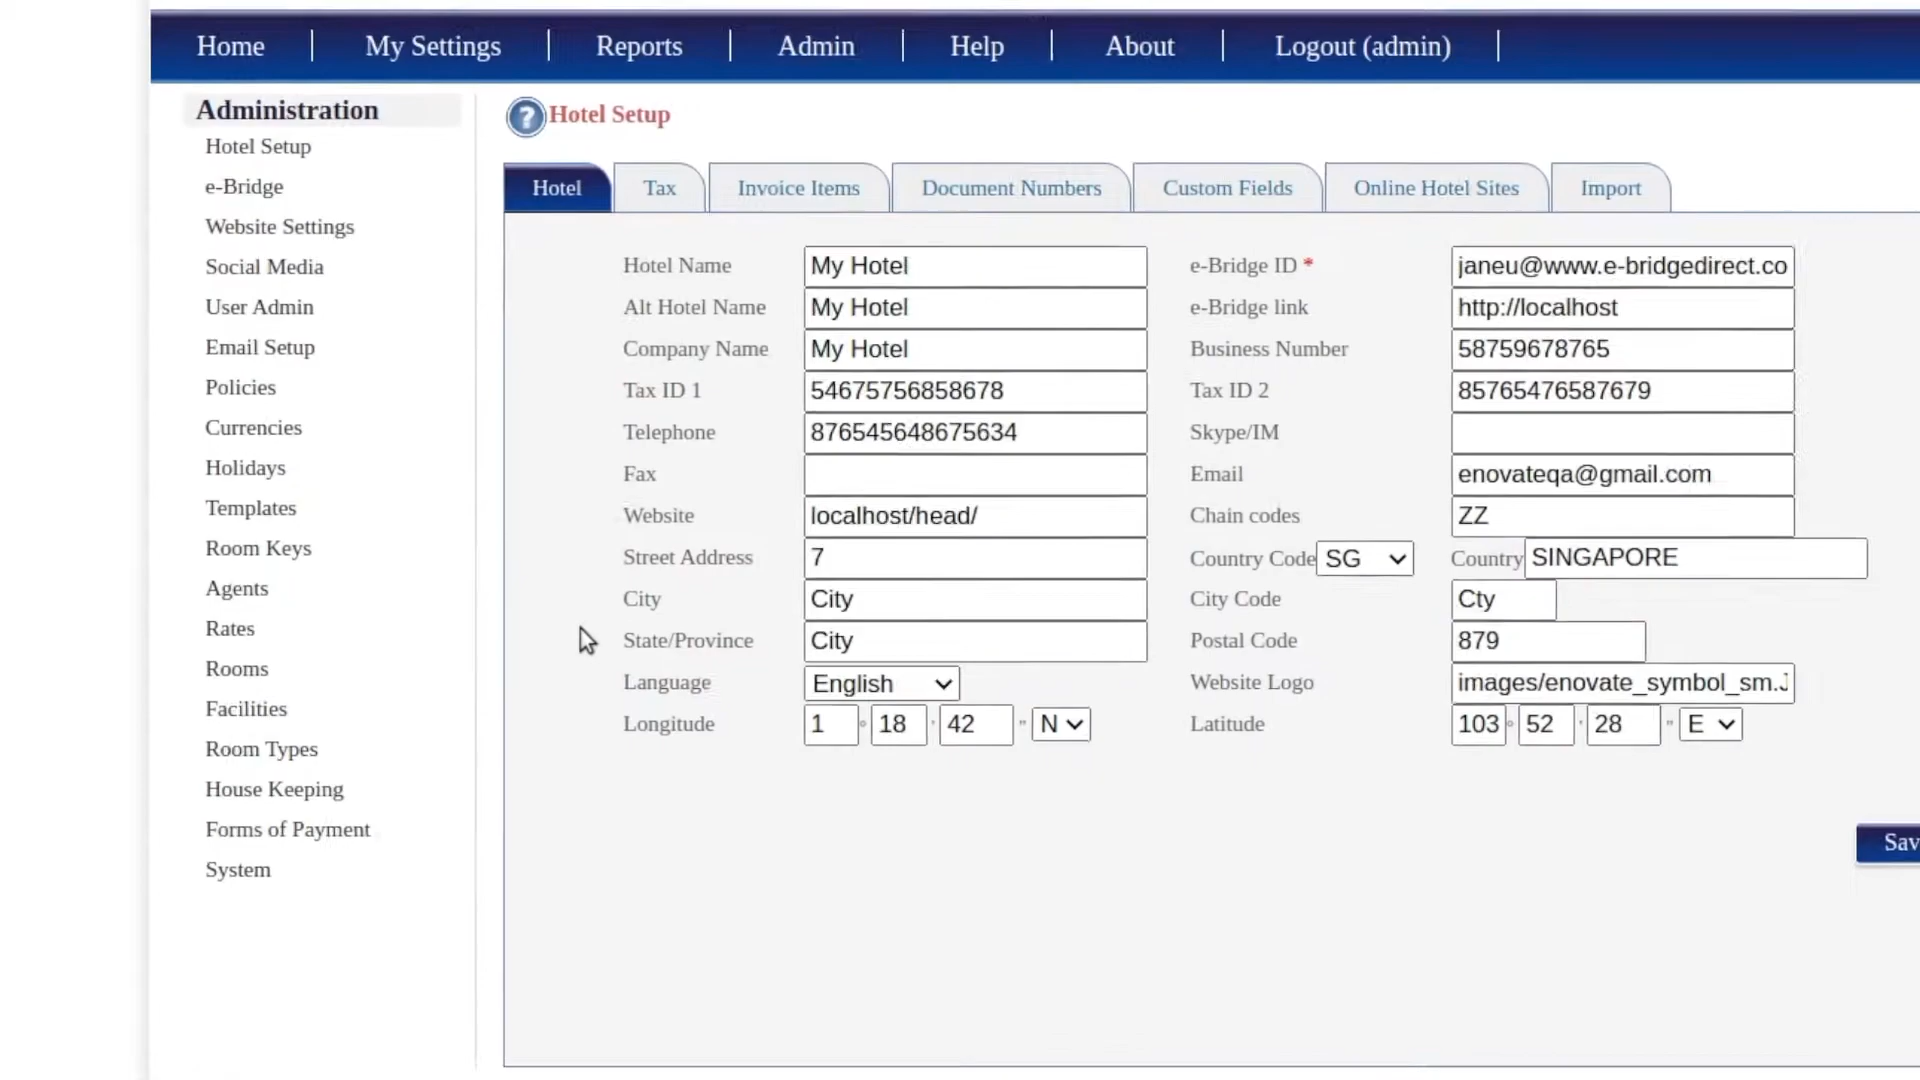 Home | My Settings | Reports | Admin | Help | About | Logout (admin) |
Administration
Hotel Setup
e-Bridge
Website Settings
Social Media
User Admin
Email Setup
Policies
Currencies
Holidays
Templates
Room Keys
Agents
Rates
Rooms
Facilities
Room Types
House Keeping
Forms of Payment
System
? Hotel Setup
Hotel Tax Invoice Items Document Numbers Custom Fields Online Hotel Sites Import
Hotel Name My Hotel e-Bridge ID * janeu@www.e-bridgedirect.co
Alt Hotel Name My Hotel e-Bridge link http://localhost
Company Name My Hotel Business Number 58759678765
Tax ID 1 54675756858678 Tax ID 2 85765476587679
Telephone 876545648675634 Skype/IM
Fax Email enovateqa@gmail.com
Website localhost/head/ Chain codes ZZ
Street Address 7 Country Code SG Country SINGAPORE
City City City Code Cty
State/Province City Postal Code 879
Language English Website Logo images/enovate_symbol_sm.J
Longitude 1 ° 18 ' 42 " N Latitude 103 ° 52 ' 28 " E
Sav